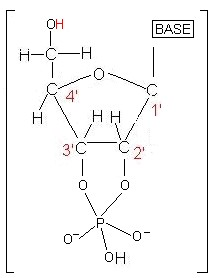 OH
BASE
H C H
O
C 4' C
H 1'
H H
3' C C 2'
O O
P
O⁻ O⁻
OH